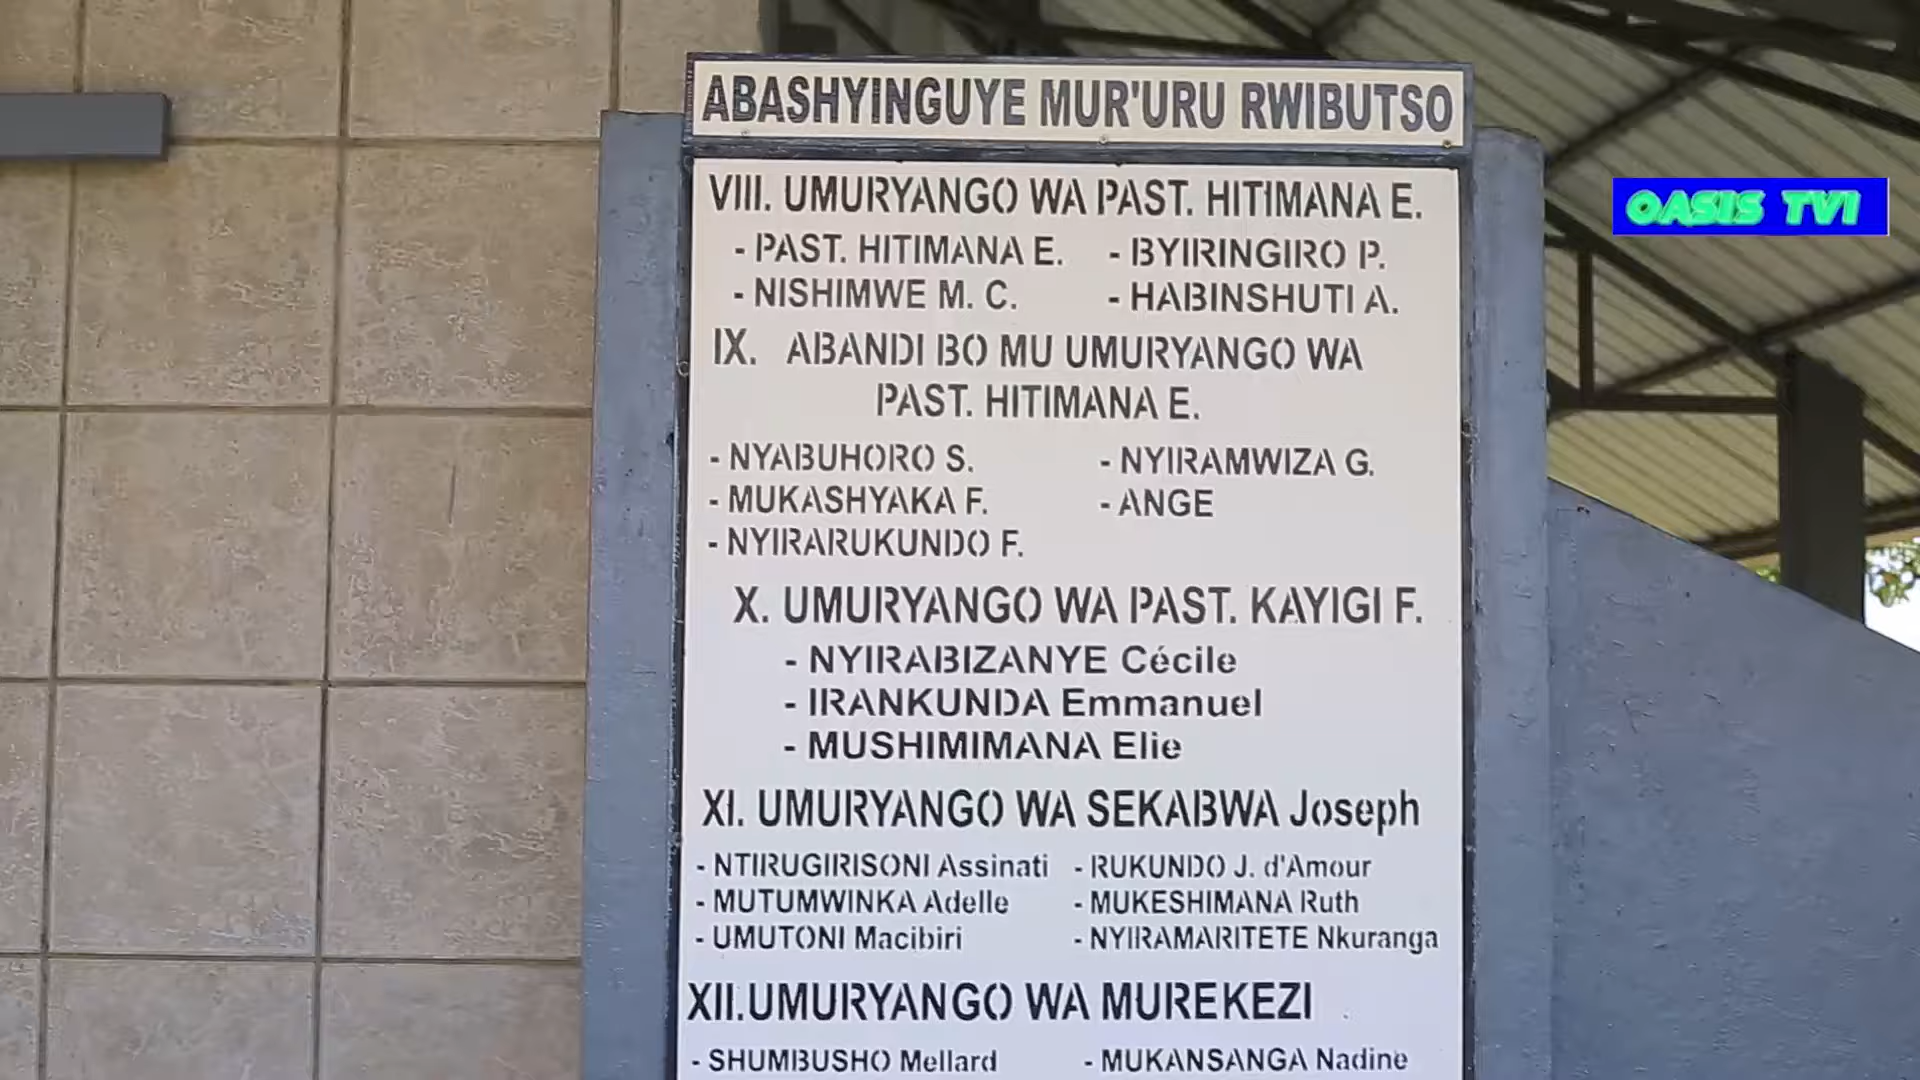 ABASHYINGUYE MUR'URU RWIBUTSO
OASIS TV1
VIII. UMURYANGO WA PAST. HITIMANA E.
- PAST. HITIMANA E. - BYIRINGIRO P.
- NISHIMWE M. C. - HABINSHUTI A.
IX. ABANDI BO MU UMURYANGO WA
PAST. HITIMANA E.
- NYABUHORO S. - NYIRAMWIZA G.
- MUKASHYAKA F. - ANGE
- NYIRARUKUNDO F.
X. UMURYANGO WA PAST. KAYIGI F.
- NYIRABIZANYE Cécile
- IRANKUNDA Emmanuel
- MUSHIMIMANA Elie
XI. UMURYANGO WA SEKABWA Joseph
- NTIRUGIRISONI Assinati - RUKUNDO J. d'Amour
- MUTUMWINKA Adelle - MUKESHIMANA Ruth
- UMUTONI Macibiri - NYIRAMARITETE Nkuranga
XII.UMURYANGO WA MUREKEZI
- SHUMBUSHO Mellard - MUKANSANGA Nadine